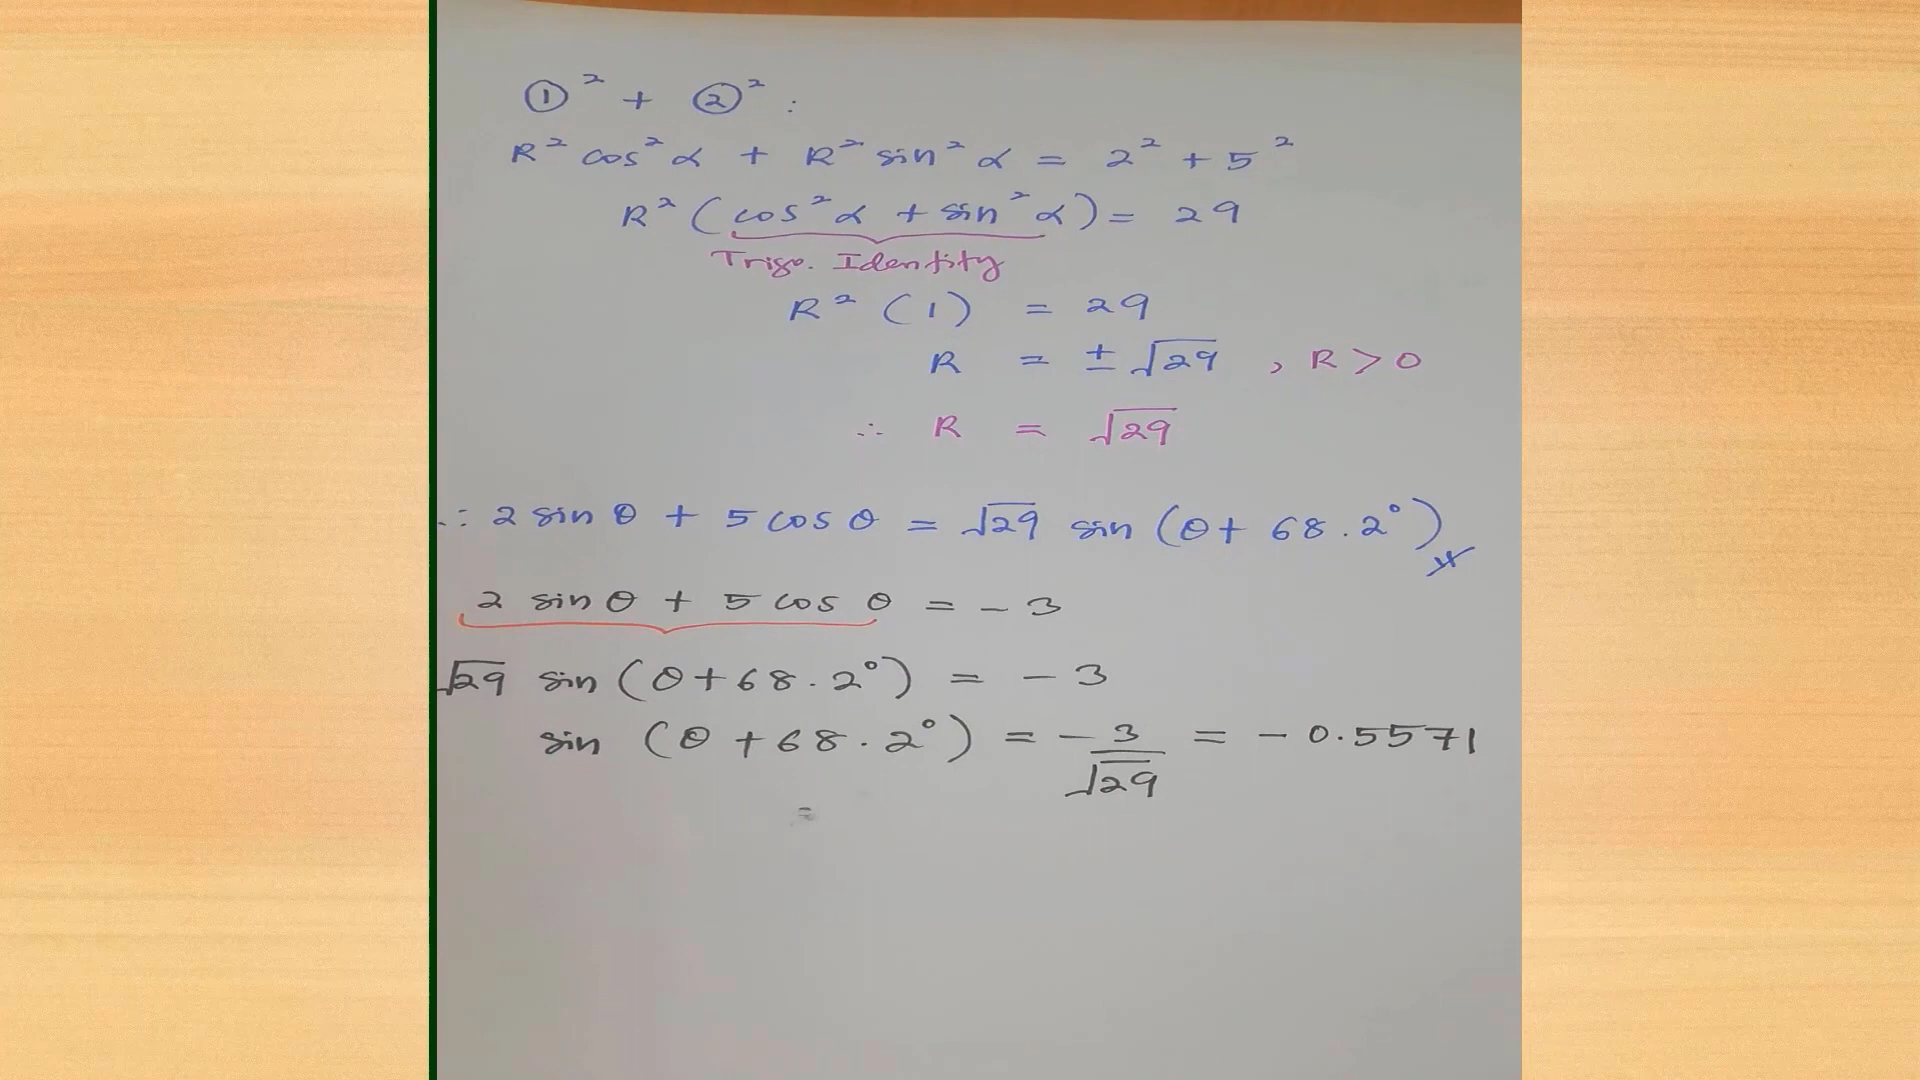 ①² + ②² :
R² cos² α + R² sin² α = 2² + 5²
R² (cos² α + sin² α) = 29
Trigo. Identity
R² (1) = 29
R = ± √29 , R > 0
∴ R = √29
∴ 2 sin θ + 5 cos θ = √29 sin (θ + 68.2°)
2 sin θ + 5 cos θ = - 3
√29 sin (θ + 68.2°) = - 3
sin (θ + 68.2°) = - 3/√29 = - 0.5571
=